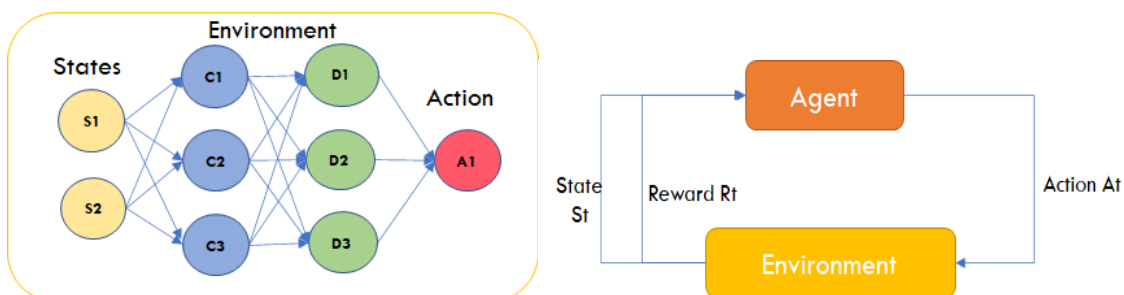 Environment
States
Action
S1
S2
C1
C2
C3
D1
D2
D3
A1
Agent
State
St
Reward Rt
Action At
Environment